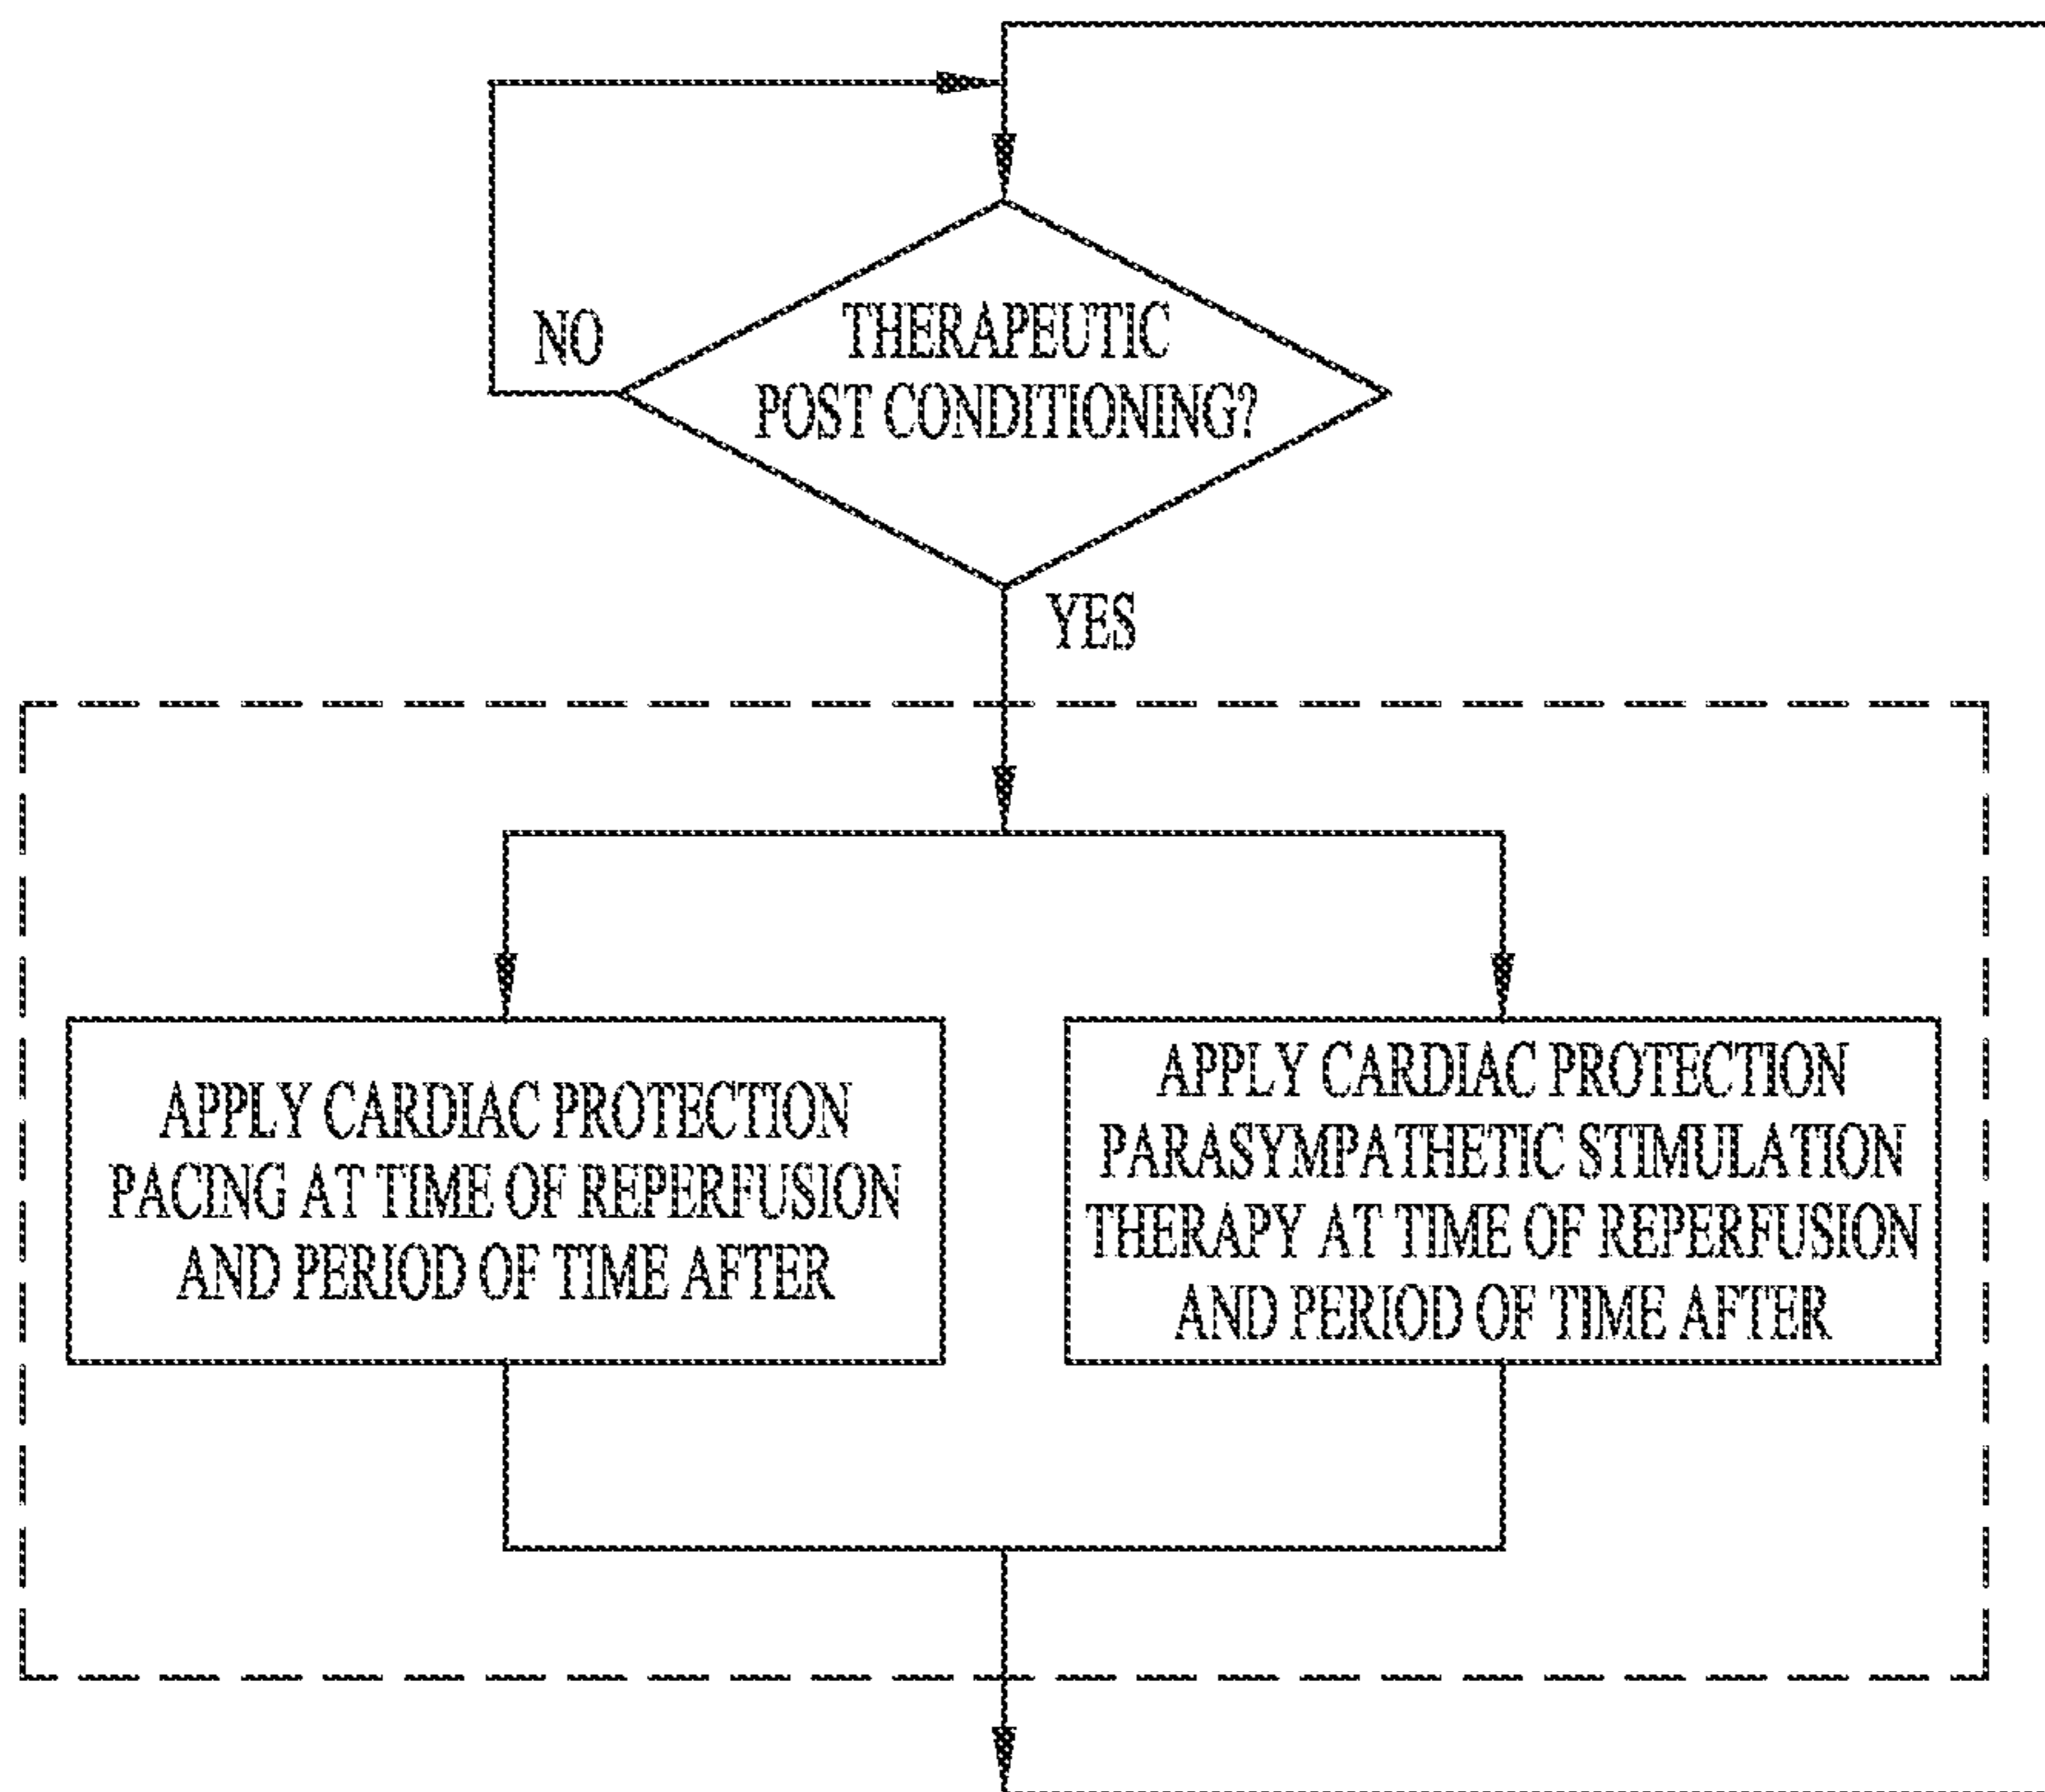 THERAPEUTIC
POST CONDITIONING?
NO
YES
APPLY CARDIAC PROTECTION
PACING AT TIME OF REPERFUSION
AND PERIOD OF TIME AFTER
APPLY CARDIAC PROTECTION
PARASYMPATHETIC STIMULATION
THERAPY AT TIME OF REPERFUSION
AND PERIOD OF TIME AFTER